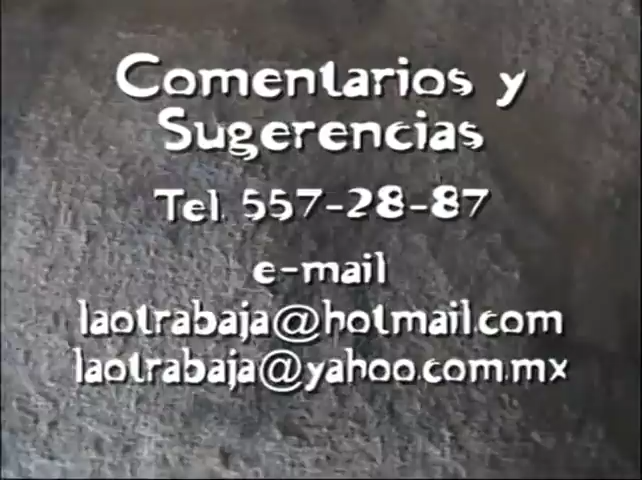 Comentarios y
Sugerencias
Tel. 557-28-87
e-mail
laotrabaja@hotmail.com
laotrabaja@yahoo.com.mx